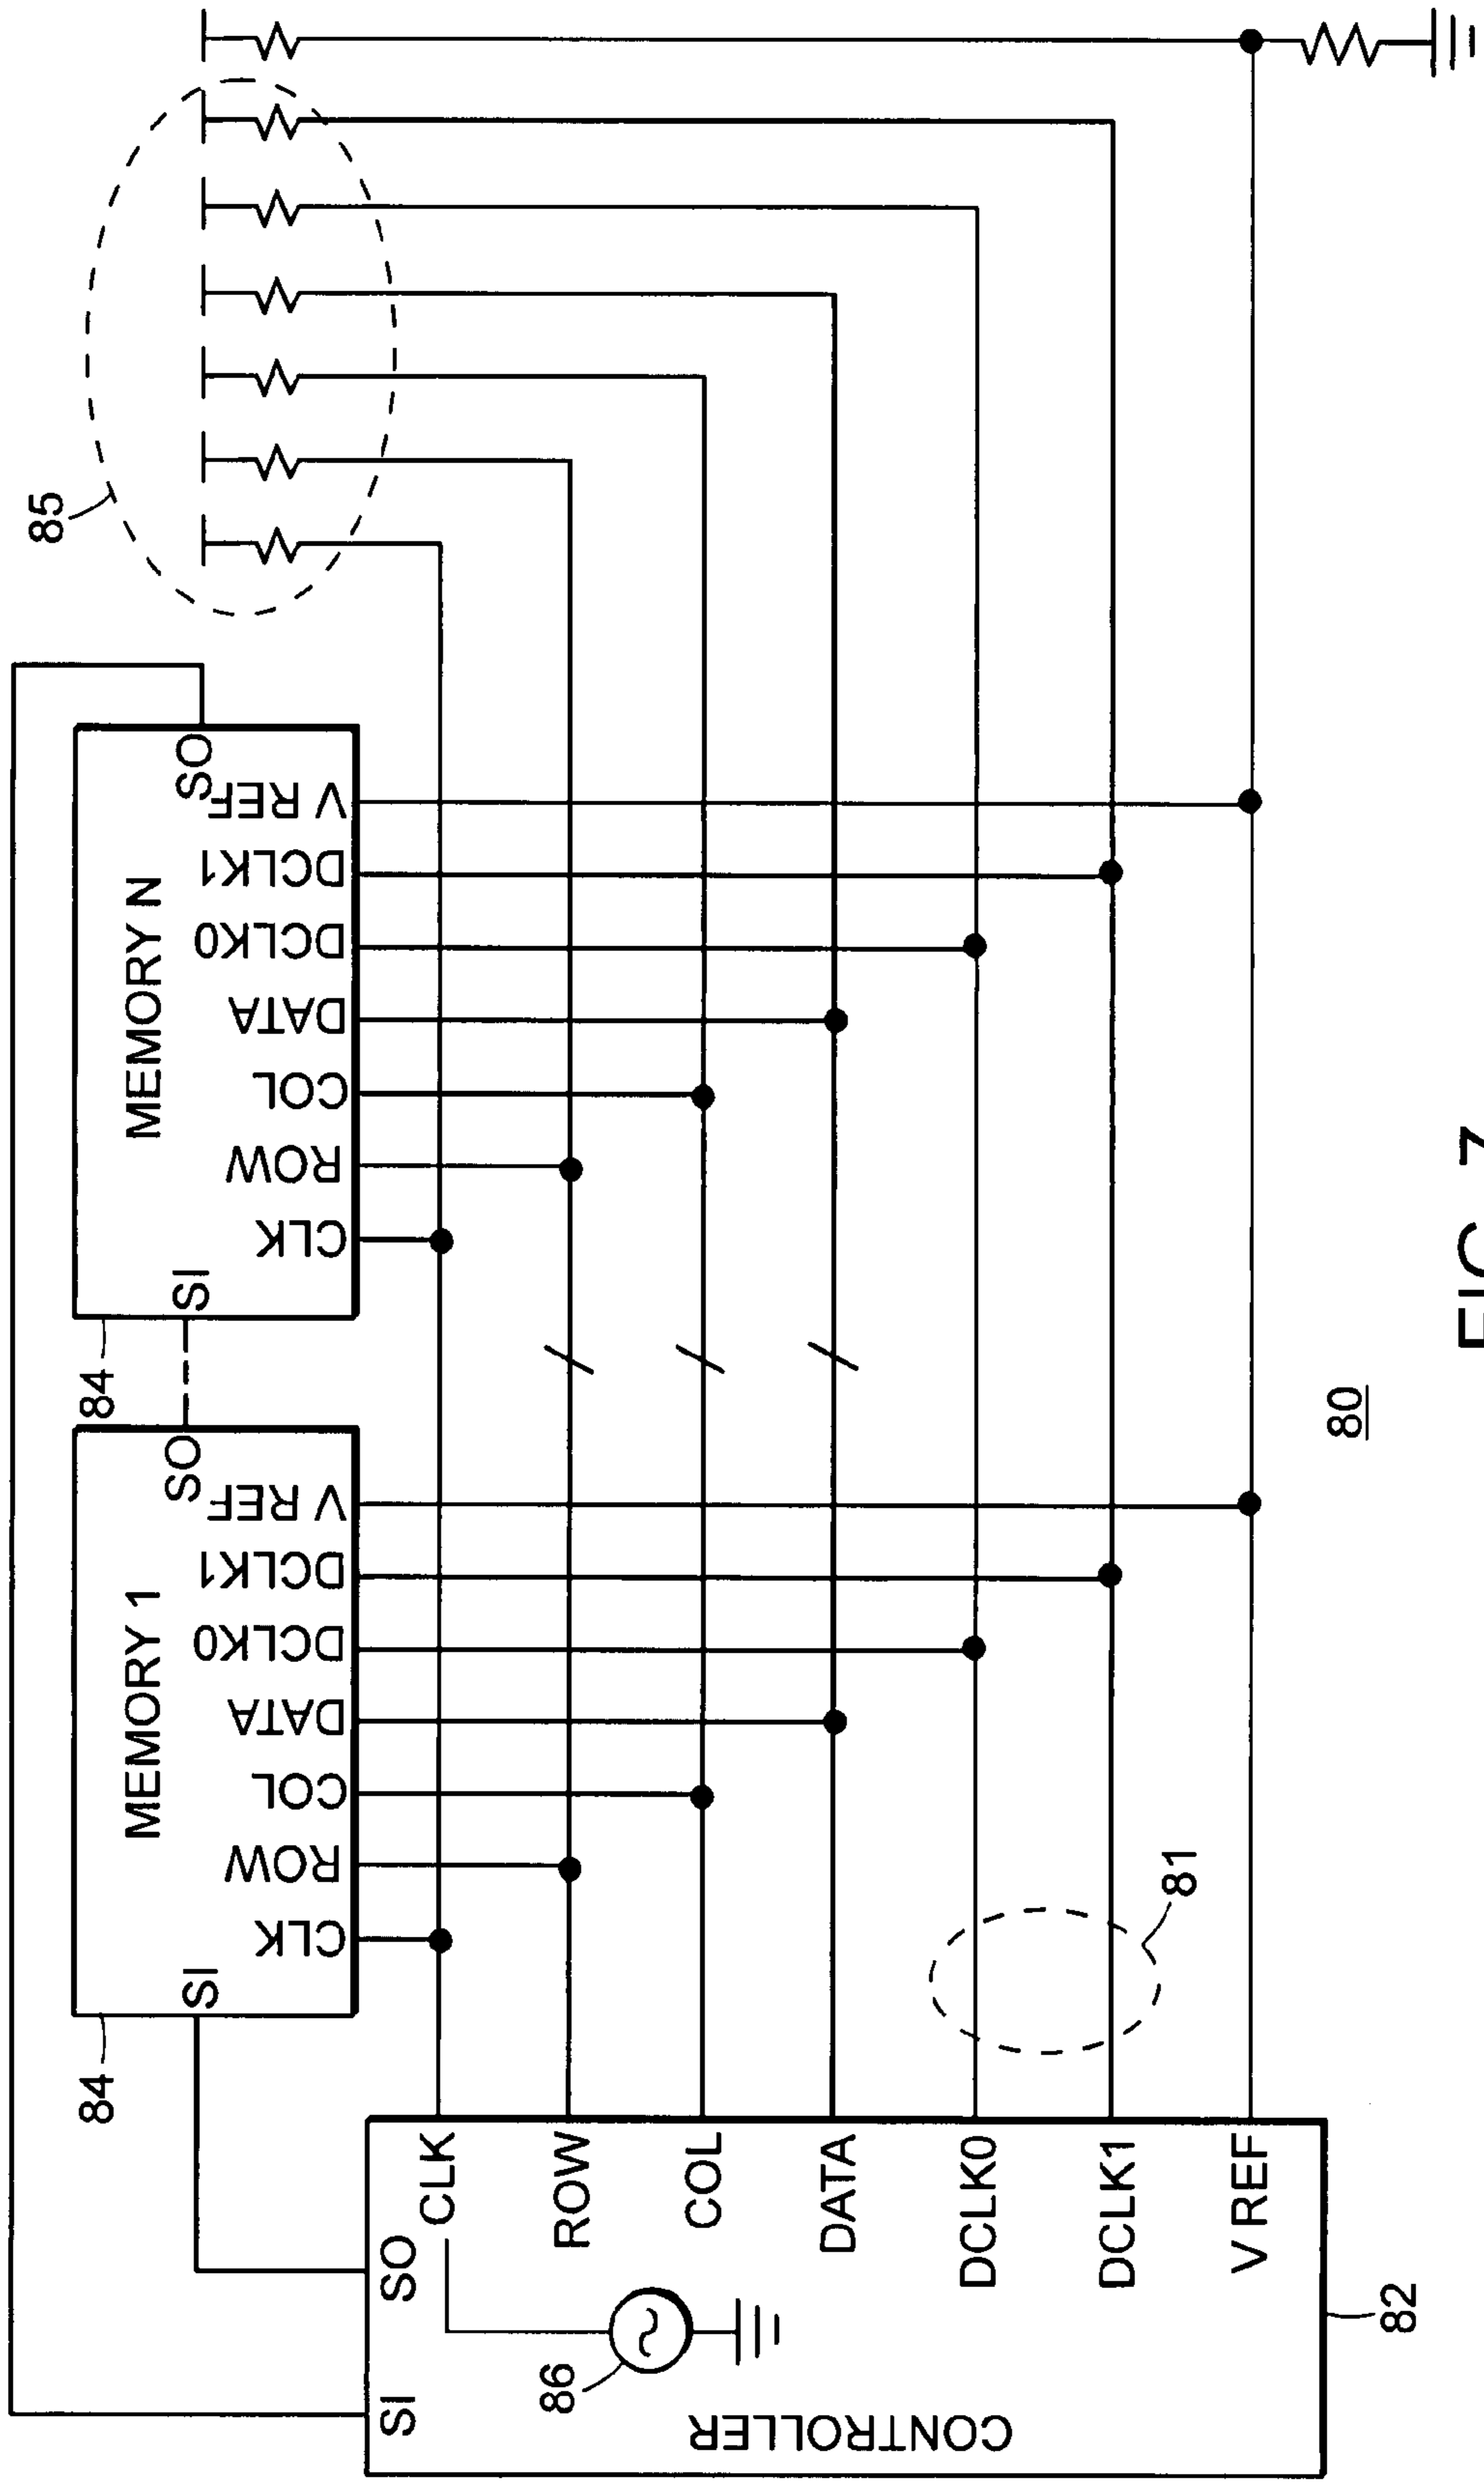 85
SO
V REF
DCLK1
DCLK0
DATA
COL
ROW
CLK
SI
MEMORY N
84
SO
V REF
DCLK1
DCLK0
DATA
COL
ROW
CLK
SI
MEMORY 1
84
SI
SO
CLK
ROW
COL
DATA
DCLK0
DCLK1
V REF
86
CONTROLLER
82
81
80
FIG. 7